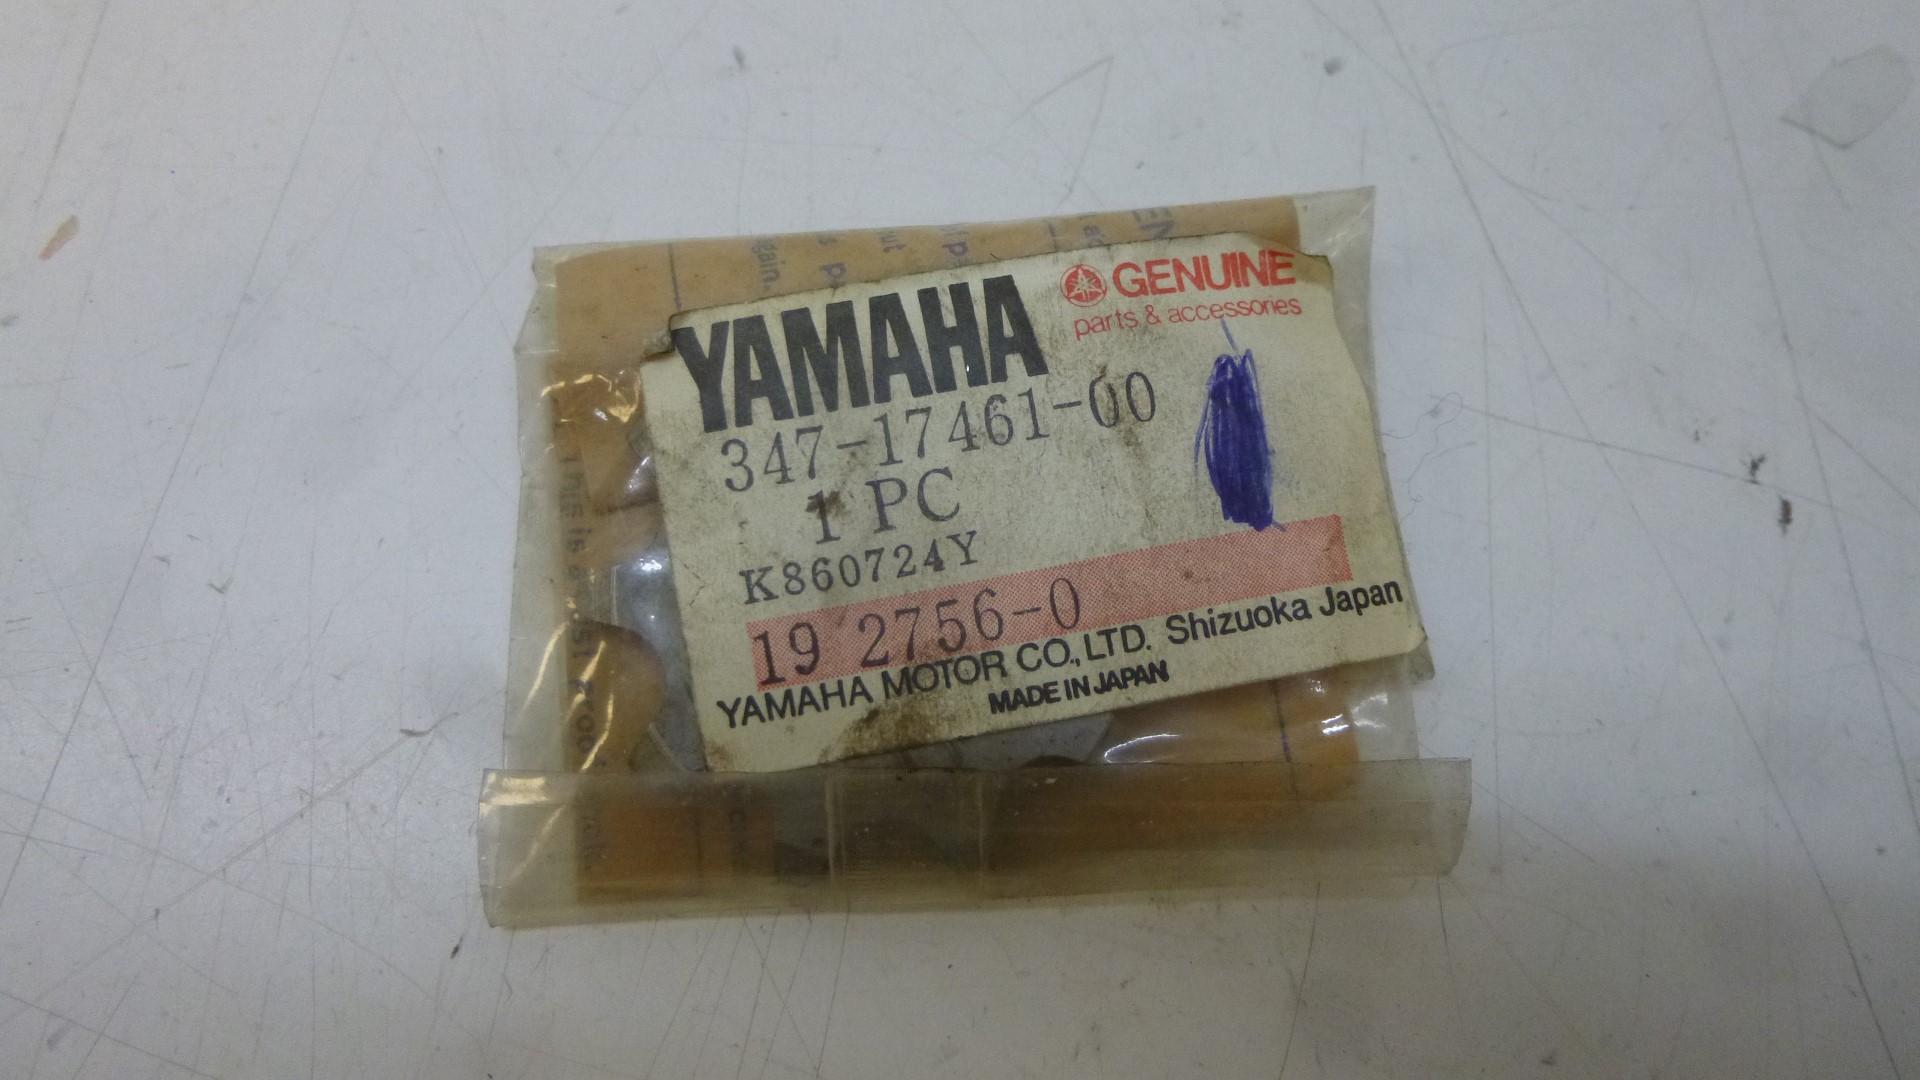 YAMAHA
GENUINE
parts & accessories
347-17461-00
1 PC
K860724Y
19 2756-0
YAMAHA MOTOR CO., LTD. Shizuoka Japan
MADE IN JAPAN